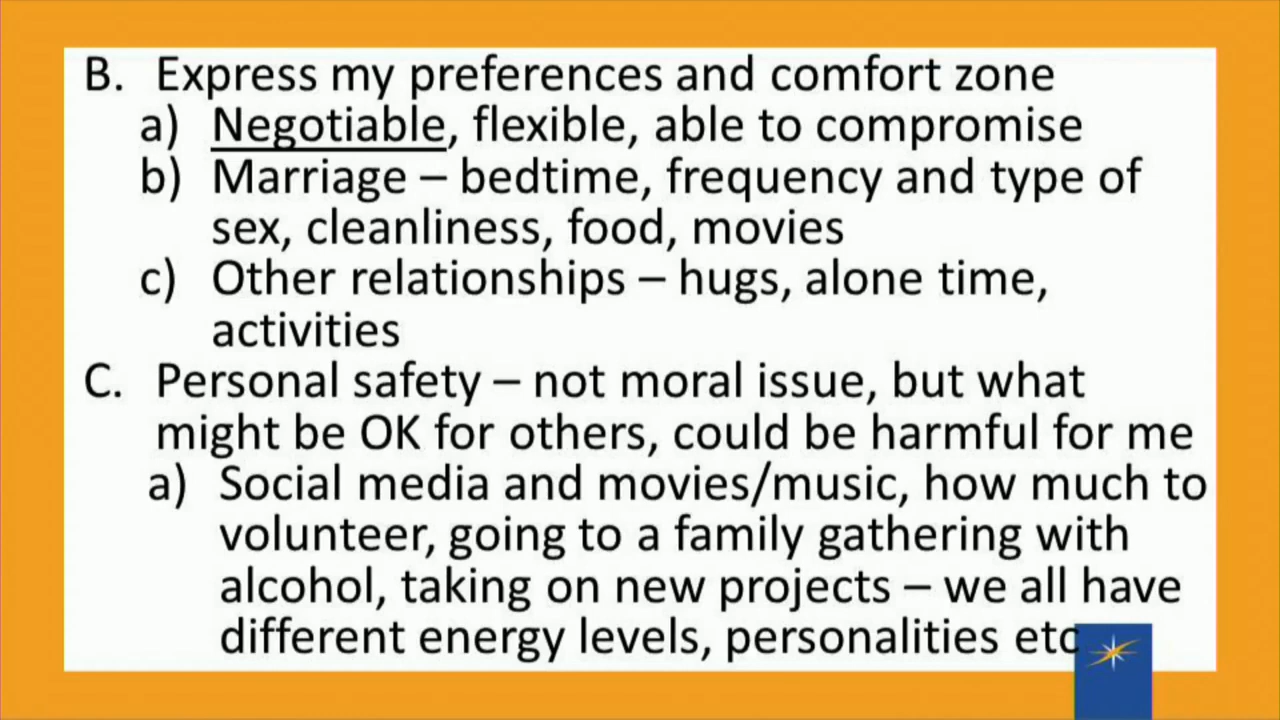 B. Express my preferences and comfort zone
a) Negotiable, flexible, able to compromise
b) Marriage – bedtime, frequency and type of
sex, cleanliness, food, movies
c) Other relationships – hugs, alone time,
activities
C. Personal safety – not moral issue, but what
might be OK for others, could be harmful for me
a) Social media and movies/music, how much to
volunteer, going to a family gathering with
alcohol, taking on new projects – we all have
different energy levels, personalities etc